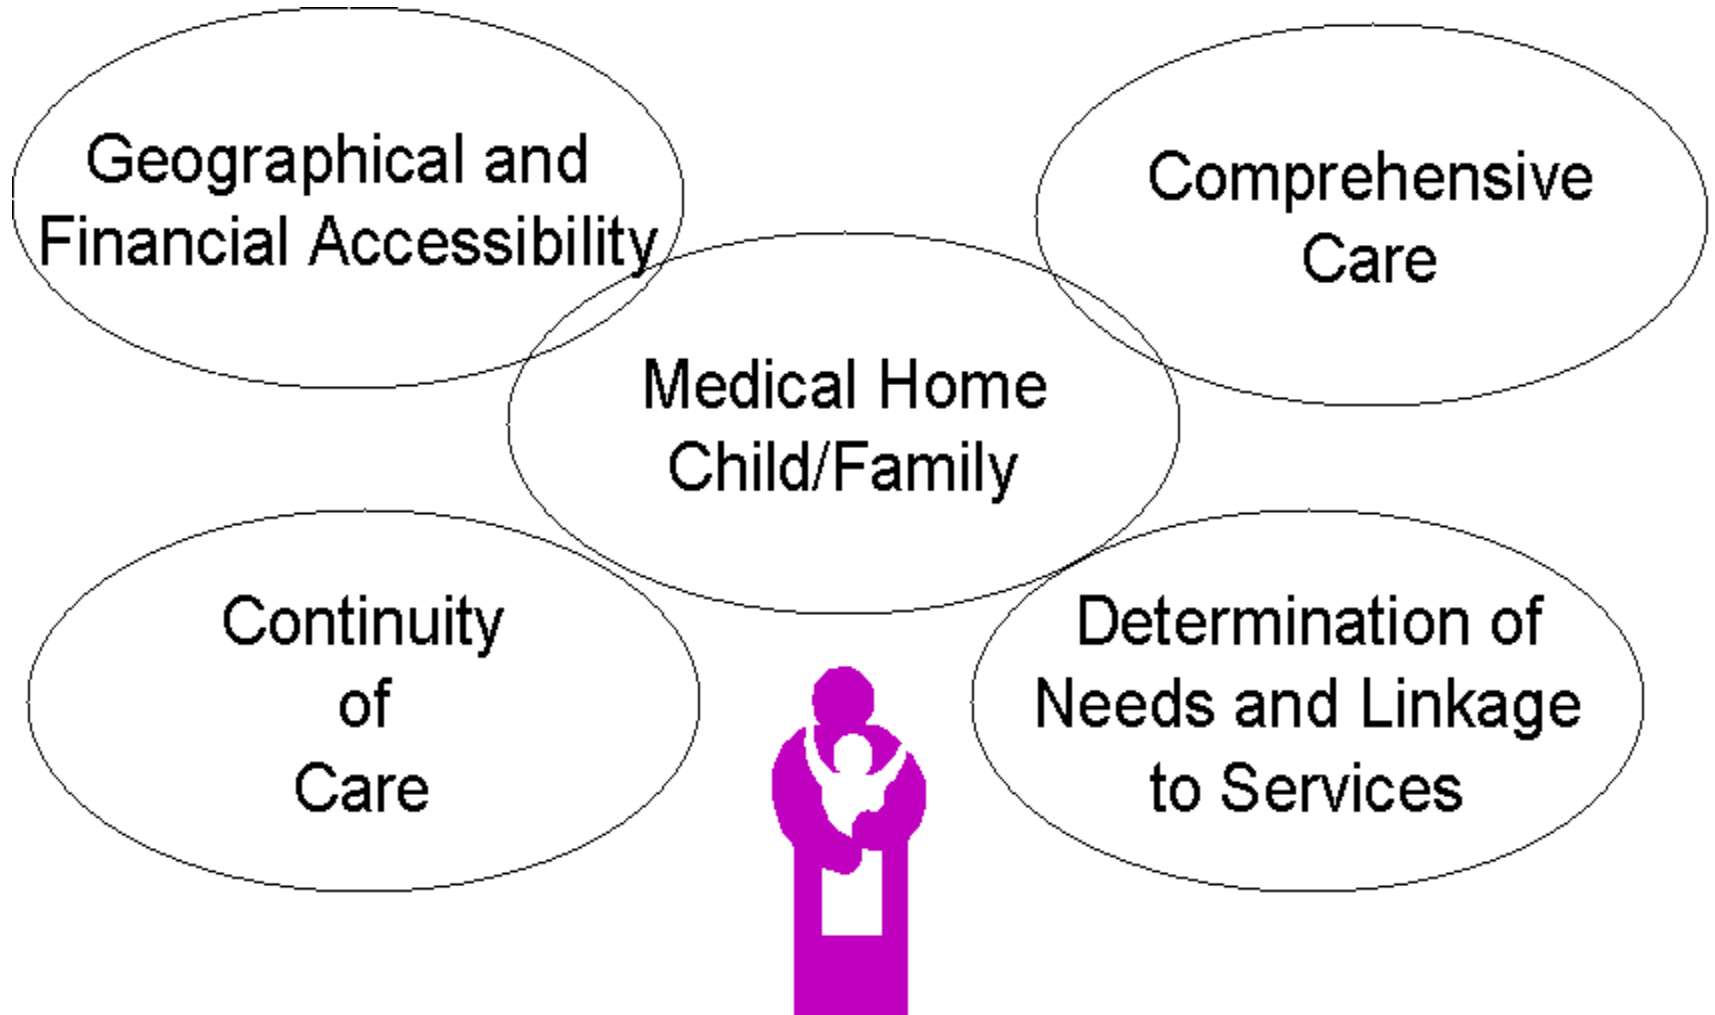 Geographical and
Financial Accessibility
Comprehensive
Care
Medical Home
Child/Family
Continuity
of
Care
Determination of
Needs and Linkage
to Services